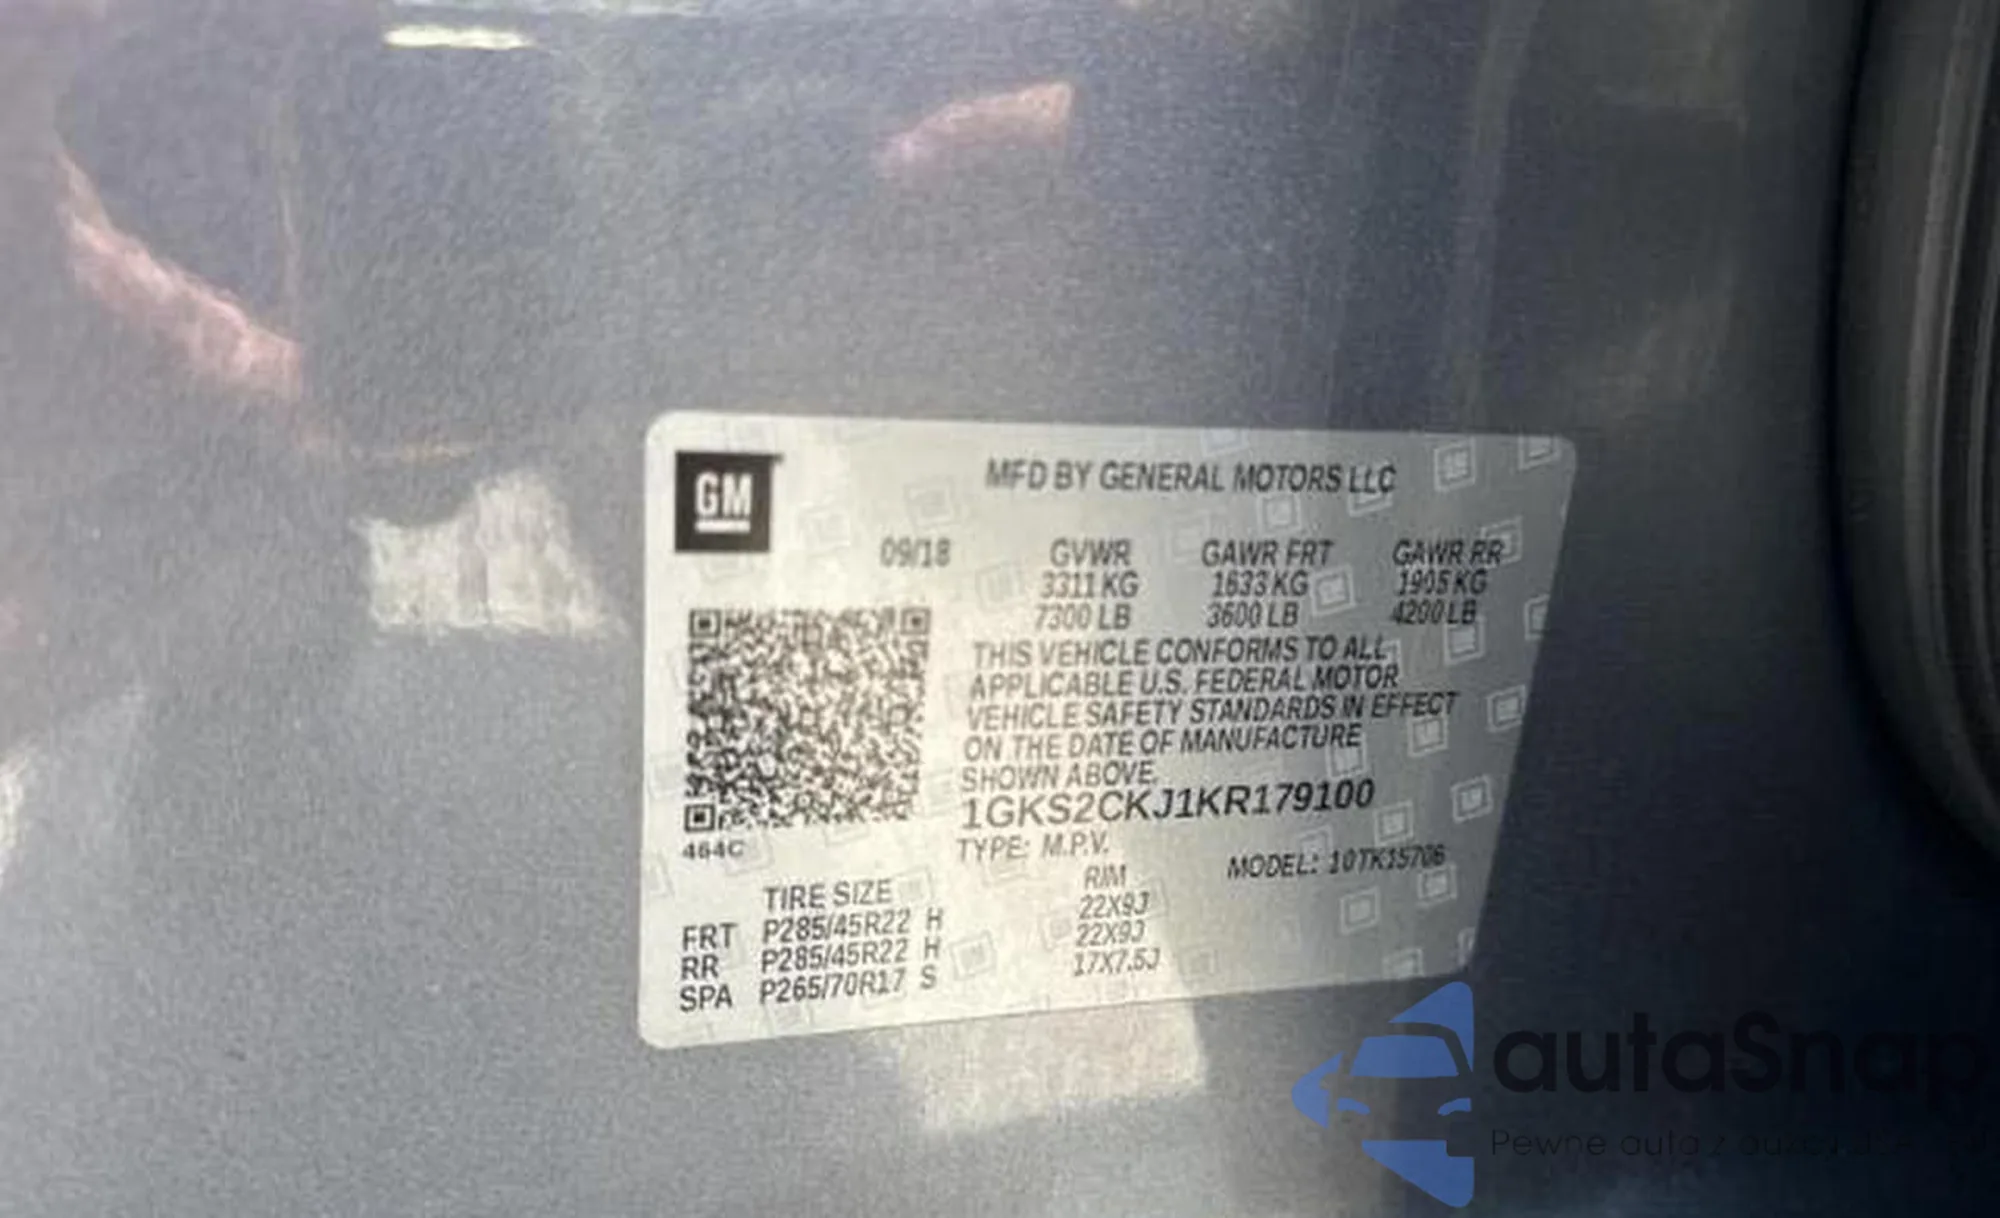 GM
MFD BY GENERAL MOTORS LLC
09/18 GVWR GAWR FRT GAWR RR
3311 KG 1633 KG 1905 KG
7300 LB 3600 LB 4200 LB
THIS VEHICLE CONFORMS TO ALL
APPLICABLE U.S. FEDERAL MOTOR
VEHICLE SAFETY STANDARDS IN EFFECT
ON THE DATE OF MANUFACTURE
SHOWN ABOVE.
1GKS2CKJ1KR179100
464C
TYPE: M.P.V.
MODEL: 10TK15706
TIRE SIZE RIM
FRT P285/45R22 H 22X9J
RR P285/45R22 H 22X9J
SPA P265/70R17 S 17X7.5J
autaSnap
Pewne auta z